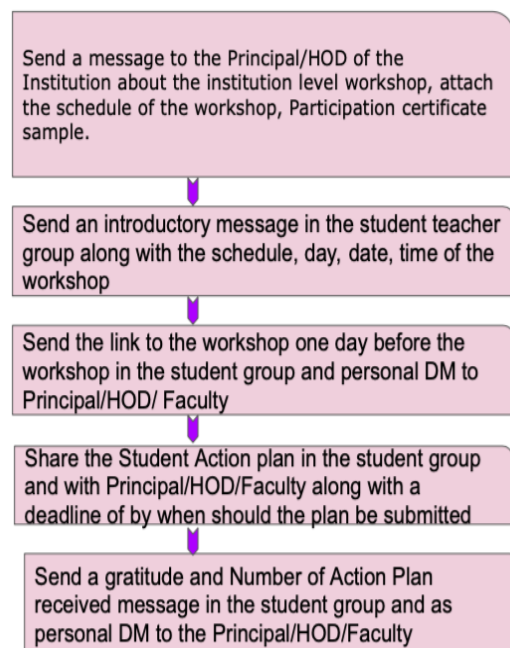 Send a message to the Principal/HOD of the
Institution about the institution level workshop, attach
the schedule of the workshop, Participation certificate
sample.
Send an introductory message in the student teacher
group along with the schedule, day, date, time of the
workshop
Send the link to the workshop one day before the
workshop in the student group and personal DM to
Principal/HOD/ Faculty
Share the Student Action plan in the student group
and with Principal/HOD/Faculty along with a
deadline of by when should the plan be submitted
Send a gratitude and Number of Action Plan
received message in the student group and as
personal DM to the Principal/HOD/Faculty